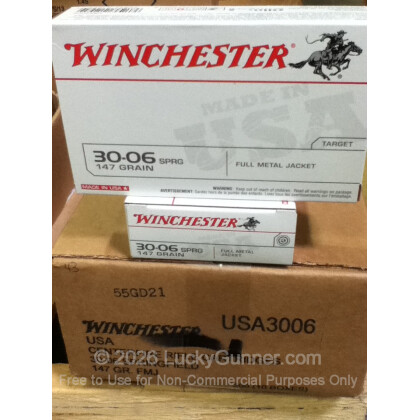 WINCHESTER
MADE IN
USA
TARGET
30-06 SPRG
147 GRAIN
FULL METAL JACKET
MADE IN USA
WINCHESTER
30-06 SPRG
147 GRAIN
FULL METAL
JACKET
43
55GD21
WINCHESTER
USA3006
USA
© 2026 LuckyGunner.com
147 GR. FMJ
Please Use for Non-Commercial Purposes Only